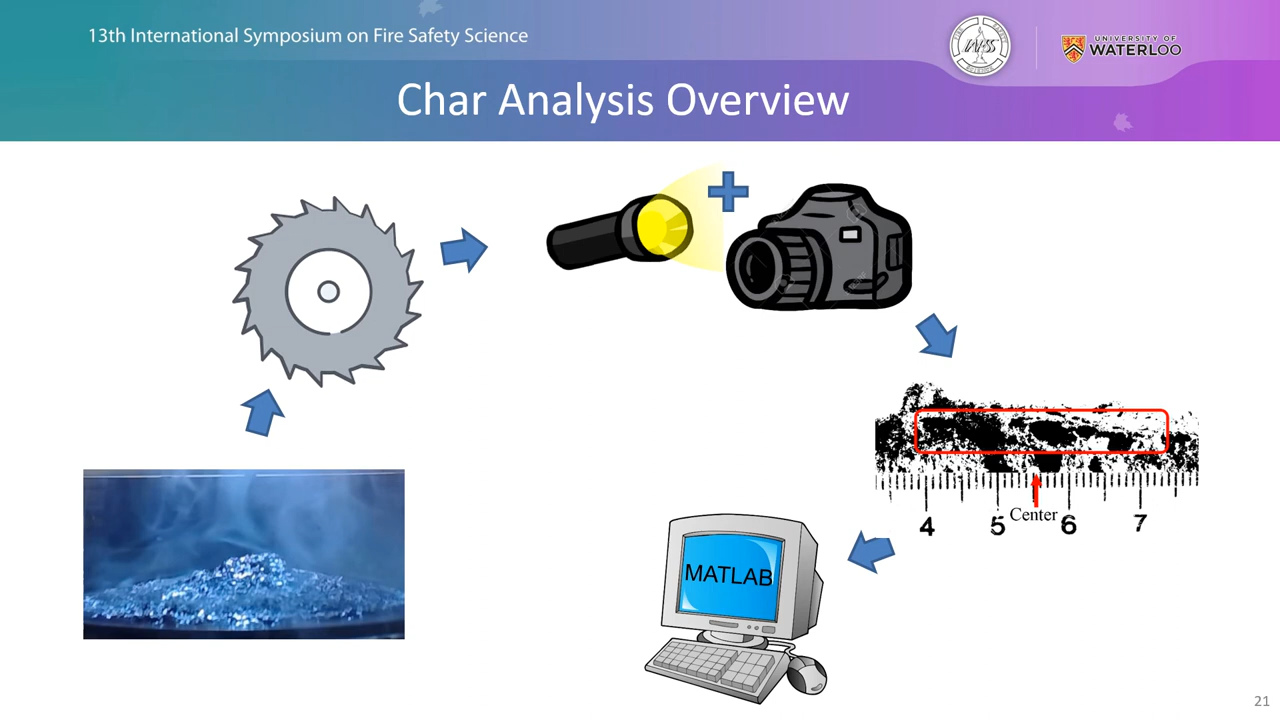 13th International Symposium on Fire Safety Science
IAFSS
UNIVERSITY OF
WATERLOO
Char Analysis Overview
4 5 Center 6 7
MATLAB
21